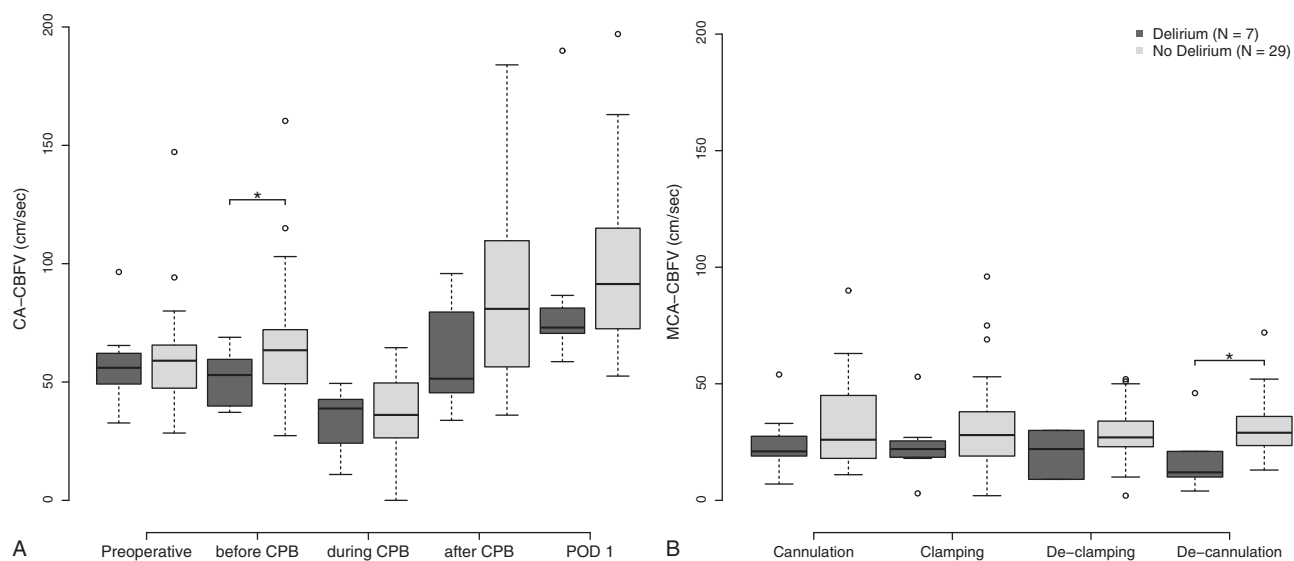 200
150
100
50
0
CA–CBFV (cm/sec)
*
A
Preoperative
before CPB
during CPB
after CPB
POD 1
200
150
100
50
0
MCA–CBFV (cm/sec)
Delirium (N = 7)
No Delirium (N = 29)
*
B
Cannulation
Clamping
De–clamping
De–cannulation